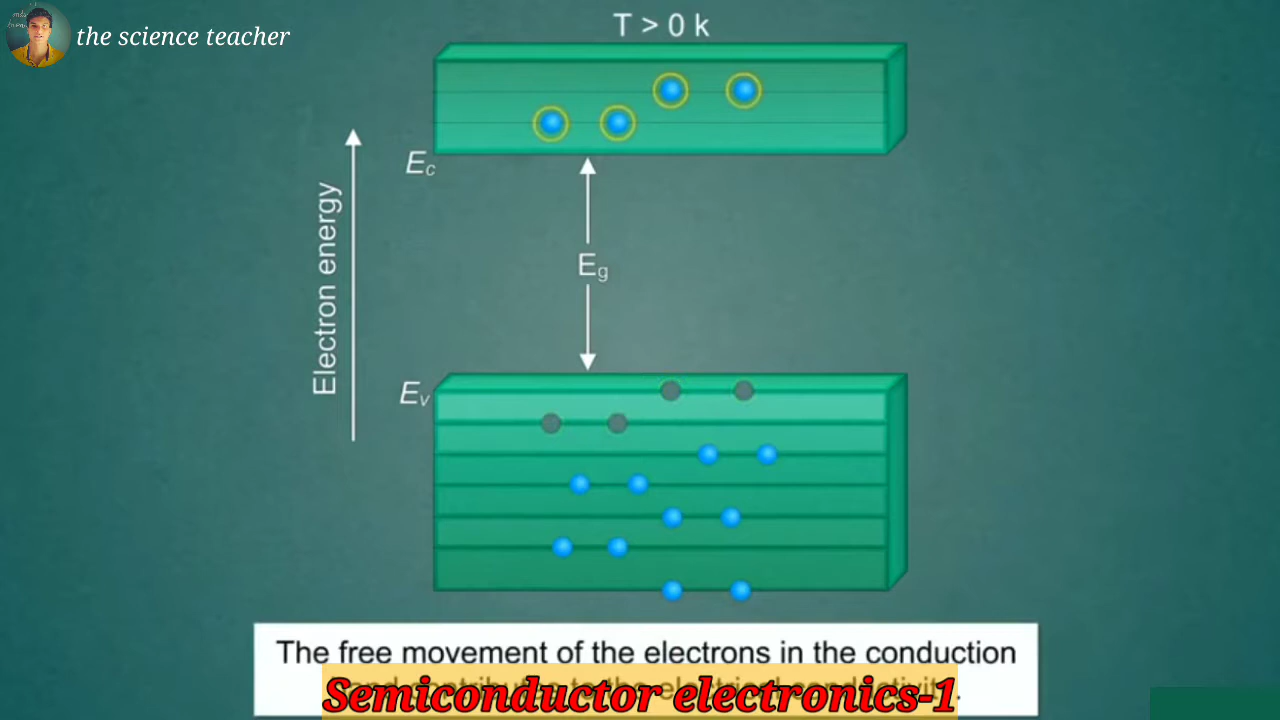 the science teacher
T > 0 k
Ec
Electron energy
Eg
Ev
The free movement of the electrons in the conduction
Semiconductor electronics-1